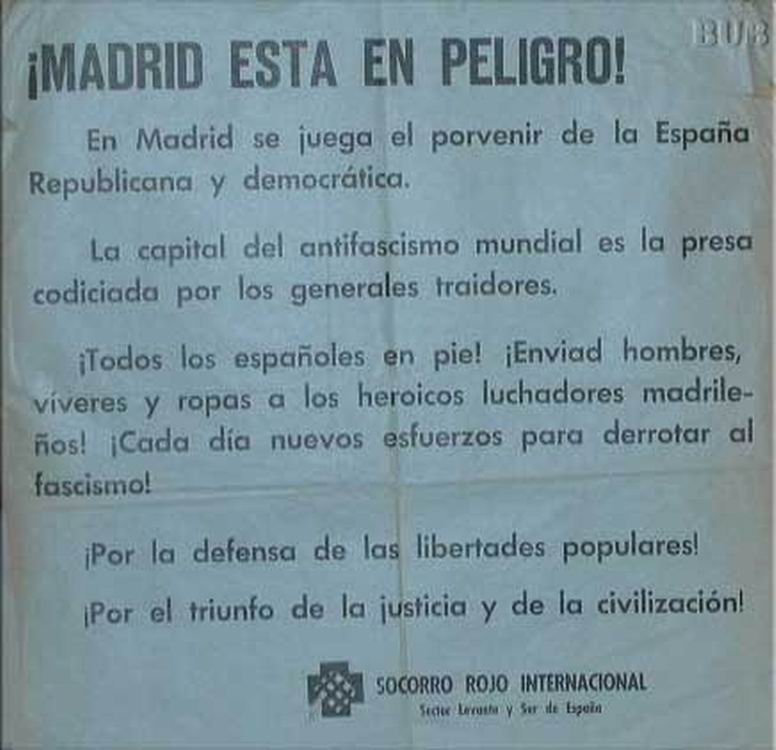 BUB
¡MADRID ESTA EN PELIGRO!
En Madrid se juega el porvenir de la España
Republicana y democrática.
La capital del antifascismo mundial es la presa
codiciada por los generales traidores.
¡Todos los españoles en pie! ¡Enviad hombres,
víveres y ropas a los heroicos luchadores madrile-
ños! ¡Cada día nuevos esfuerzos para derrotar al
fascismo!
¡Por la defensa de las libertades populares!
¡Por el triunfo de la justicia y de la civilización!
SOCORRO ROJO INTERNACIONAL
Sector Levante y Sur de España